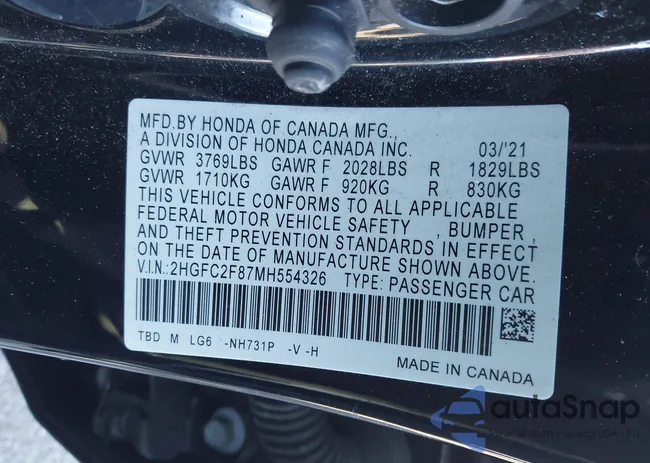 MFD.BY HONDA OF CANADA MFG.,
A DIVISION OF HONDA CANADA INC. 03/'21
GVWR 3769LBS GAWR F 2028LBS R 1829LBS
GVWR 1710KG GAWR F 920KG R 830KG
THIS VEHICLE CONFORMS TO ALL APPLICABLE
FEDERAL MOTOR VEHICLE SAFETY , BUMPER ,
AND THEFT PREVENTION STANDARDS IN EFFECT
ON THE DATE OF MANUFACTURE SHOWN ABOVE.
V.I.N.:2HGFC2F87MH554326 TYPE: PASSENGER CAR
TBD M LG6 -NH731P -V -H
MADE IN CANADA
autaSnap